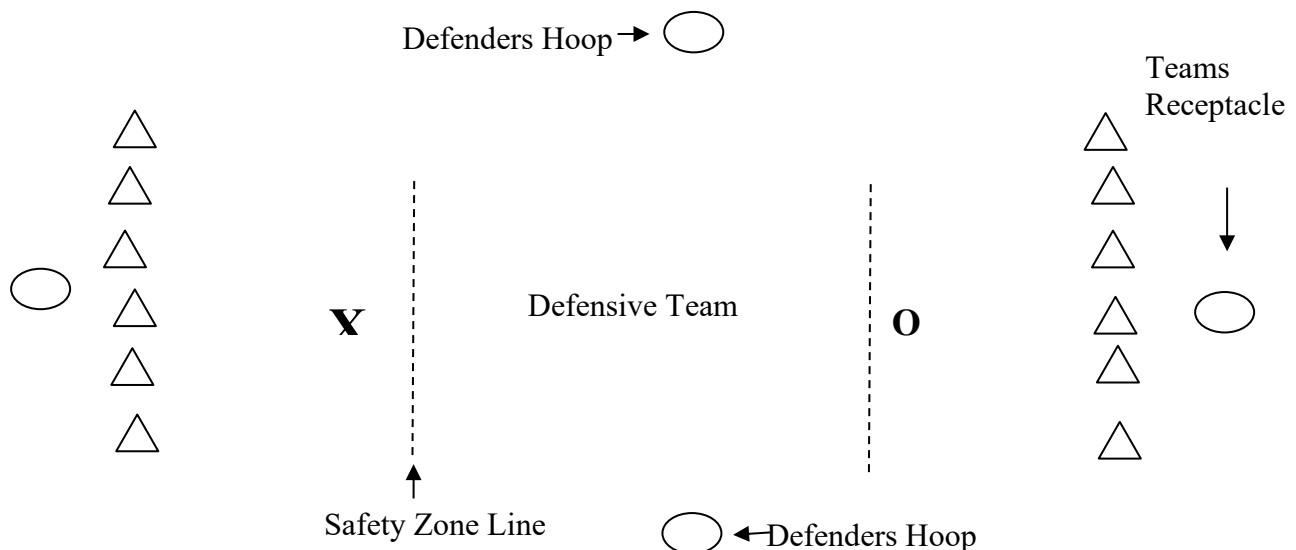 Defenders Hoop
Teams
Receptacle
X
Defensive Team
O
Safety Zone Line
Defenders Hoop